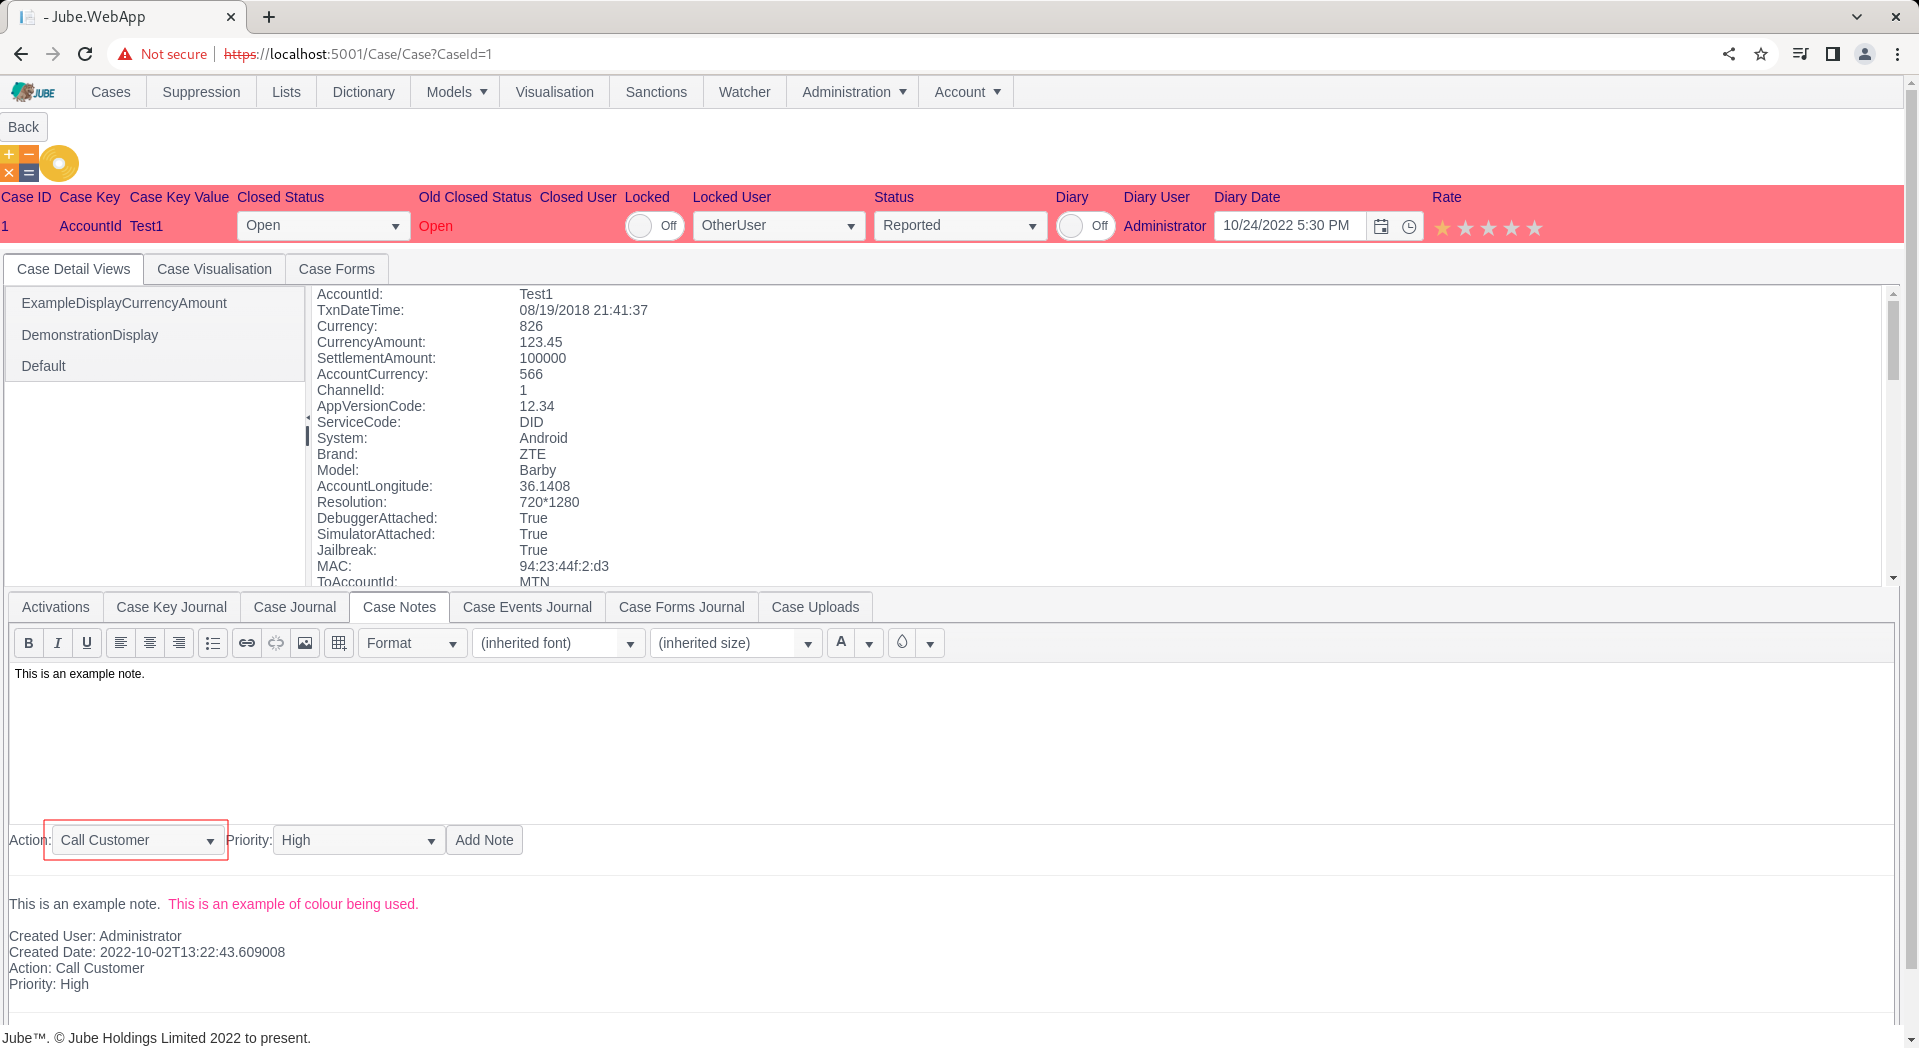 - Jube.WebApp
Not secure https://localhost:5001/Case/Case?CaseId=1
JUBE Cases Suppression Lists Dictionary Models Visualisation Sanctions Watcher Administration Account
Back
Case ID Case Key Case Key Value Closed Status Old Closed Status Closed User Locked Locked User Status Diary Diary User Diary Date Rate
1 AccountId Test1 Open Open Off OtherUser Reported Off Administrator 10/24/2022 5:30 PM
Case Detail Views Case Visualisation Case Forms
ExampleDisplayCurrencyAmount
DemonstrationDisplay
Default
AccountId: Test1
TxnDateTime: 08/19/2018 21:41:37
Currency: 826
CurrencyAmount: 123.45
SettlementAmount: 100000
AccountCurrency: 566
ChannelId: 1
AppVersionCode: 12.34
ServiceCode: DID
System: Android
Brand: ZTE
Model: Barby
AccountLongitude: 36.1408
Resolution: 720*1280
DebuggerAttached: True
SimulatorAttached: True
Jailbreak: True
MAC: 94:23:44f:2:d3
ToAccountId: MTN
Activations Case Key Journal Case Journal Case Notes Case Events Journal Case Forms Journal Case Uploads
B I U Format (inherited font) (inherited size) A
This is an example note.
Action: Call Customer Priority: High Add Note
This is an example note. This is an example of colour being used.
Created User: Administrator
Created Date: 2022-10-02T13:22:43.609008
Action: Call Customer
Priority: High
Jube™. © Jube Holdings Limited 2022 to present.